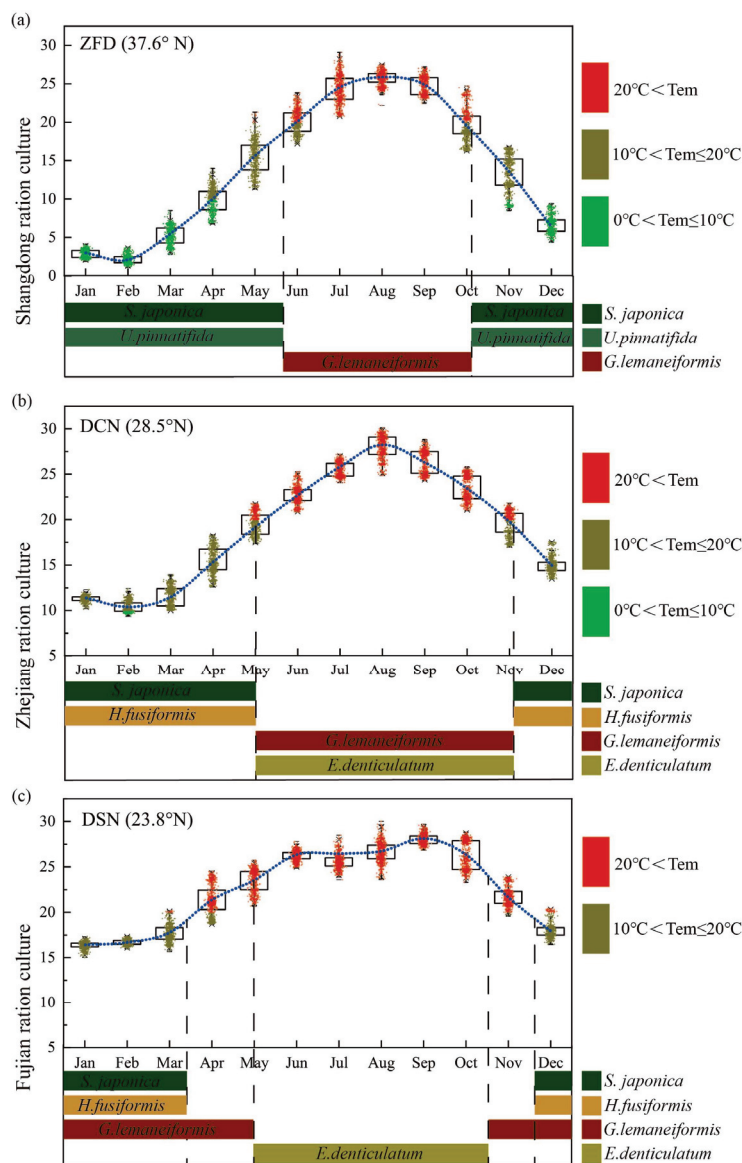 (a)
ZFD (37.6° N)
30
25
20
15
10
5
0
Shangdong ration culture
20°C＜Tem
10°C＜Tem≤20°C
0°C＜Tem≤10°C
Jan Feb Mar Apr May Jun Jul Aug Sep Oct Nov Dec
S. japonica S. japonica S. japonica
U.pinnatifida U.pinnatifida U.pinnatifida
G.lemaneiformis G.lemaneiformis
(b)
DCN (28.5°N)
30
25
20
15
10
5
Zhejiang ration culture
20°C＜Tem
10°C＜Tem≤20°C
0°C＜Tem≤10°C
Jan Feb Mar Apr May Jun Jul Aug Sep Oct Nov Dec
S. japonica S. japonica
H.fusiformis H.fusiformis
G.lemaneiformis G.lemaneiformis
E.denticulatum E.denticulatum
(c)
DSN (23.8°N)
30
25
20
15
10
5
Fujian ration culture
20°C＜Tem
10°C＜Tem≤20°C
Jan Feb Mar Apr May Jun Jul Aug Sep Oct Nov Dec
S. japonica S. japonica
H.fusiformis H.fusiformis
G.lemaneiformis G.lemaneiformis
E.denticulatum E.denticulatum